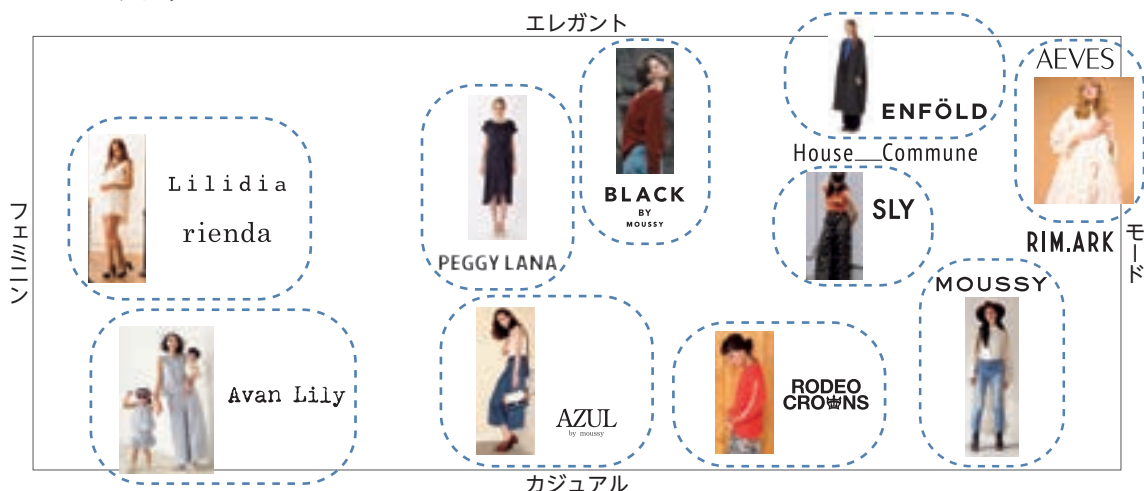 エレガント
AEVES
ENFÖLD
House__Commune
BLACK
BY
MOUSSY
SLY
Lilidia
rienda
フェミニン
モード
RIM.ARK
PEGGY LANA
MOUSSY
Avan Lily
AZUL
by moussy
RODEO
CROWNS
カジュアル